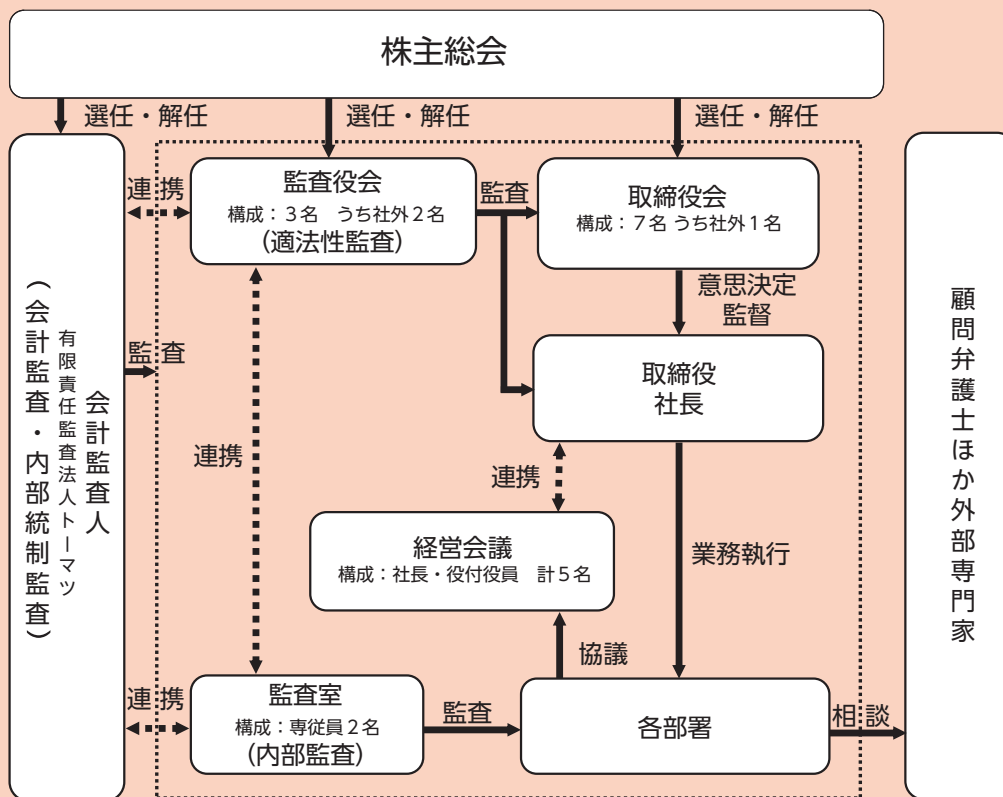 株主総会
選任・解任
選任・解任
選任・解任
会計監査人
有限責任監査法人トーマツ
(会計監査・内部統制監査)
連携
監査役会
構成：３名　うち社外２名
(適法性監査)
監査
取締役会
構成：７名 うち社外１名
意思決定
監督
監査
取締役
社長
連携
連携
経営会議
構成：社長・役付役員　計５名
業務執行
協議
連携
監査室
構成：専従員２名
(内部監査)
監査
各部署
相談
顧問弁護士ほか外部専門家